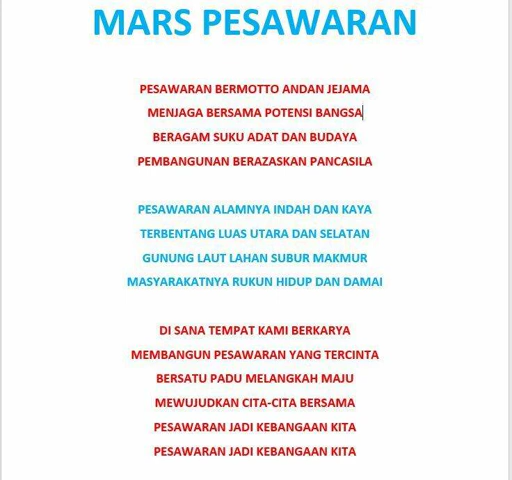 MARS PESAWARAN
PESAWARAN BERMOTTO ANDAN JEJAMA
MENJAGA BERSAMA POTENSI BANGSA
BERAGAM SUKU ADAT DAN BUDAYA
PEMBANGUNAN BERAZASKAN PANCASILA
PESAWARAN ALAMNYA INDAH DAN KAYA
TERBENTANG LUAS UTARA DAN SELATAN
GUNUNG LAUT LAHAN SUBUR MAKMUR
MASYARAKATNYA RUKUN HIDUP DAN DAMAI
DI SANA TEMPAT KAMI BERKARYA
MEMBANGUN PESAWARAN YANG TERCINTA
BERSATU PADU MELANGKAH MAJU
MEWUJUDKAN CITA-CITA BERSAMA
PESAWARAN JADI KEBANGAAN KITA
PESAWARAN JADI KEBANGAAN KITA